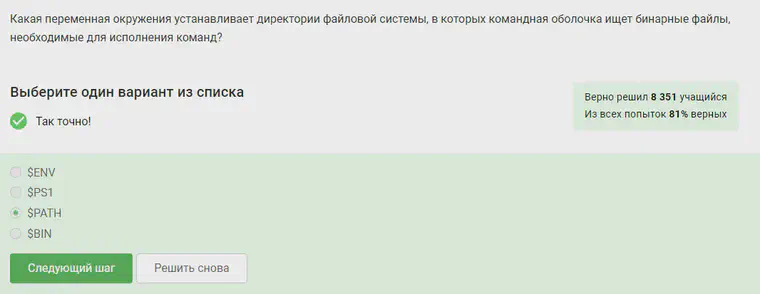 Какая переменная окружения устанавливает директории файловой системы, в которых командная оболочка ищет бинарные файлы,
необходимые для исполнения команд?
Выберите один вариант из списка
Так точно!
Верно решил 8 351 учащийся
Из всех попыток 81% верных
$ENV
$PS1
$PATH
$BIN
Следующий шаг
Решить снова